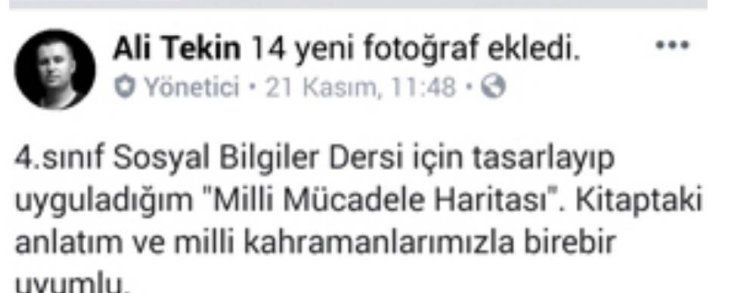 Ali Tekin 14 yeni fotoğraf ekledi.
Yönetici • 21 Kasım, 11:48 •
4.sınıf Sosyal Bilgiler Dersi için tasarlayıp
uyguladığım "Milli Mücadele Haritası". Kitaptaki
anlatım ve milli kahramanlarımızla birebir
uyumlu.